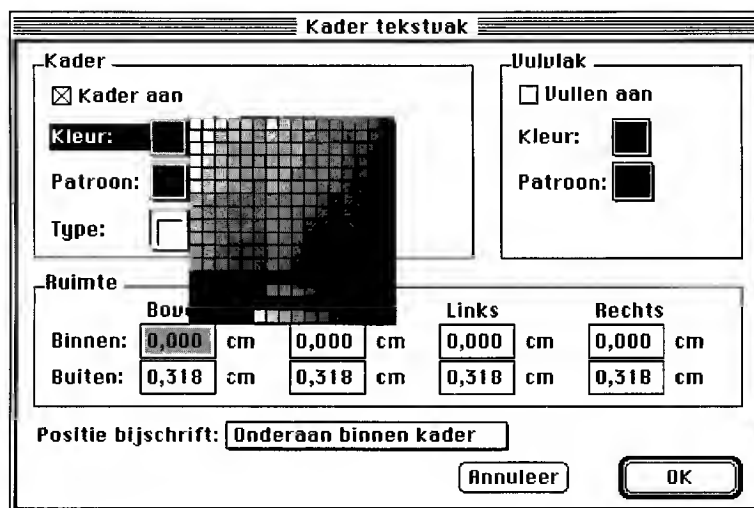 Kader tekstvak
Kader
Vulvlak
Kader aan
Vullen aan
Kleur:
Kleur:
Patroon:
Patroon:
Type:
Ruimte
Links Rechts
Binnen: 0,000 cm 0,000 cm 0,000 cm 0,000 cm
Buiten: 0,318 cm 0,318 cm 0,318 cm 0,318 cm
Positie bijschrift: Onderaan binnen kader
Annuleer OK